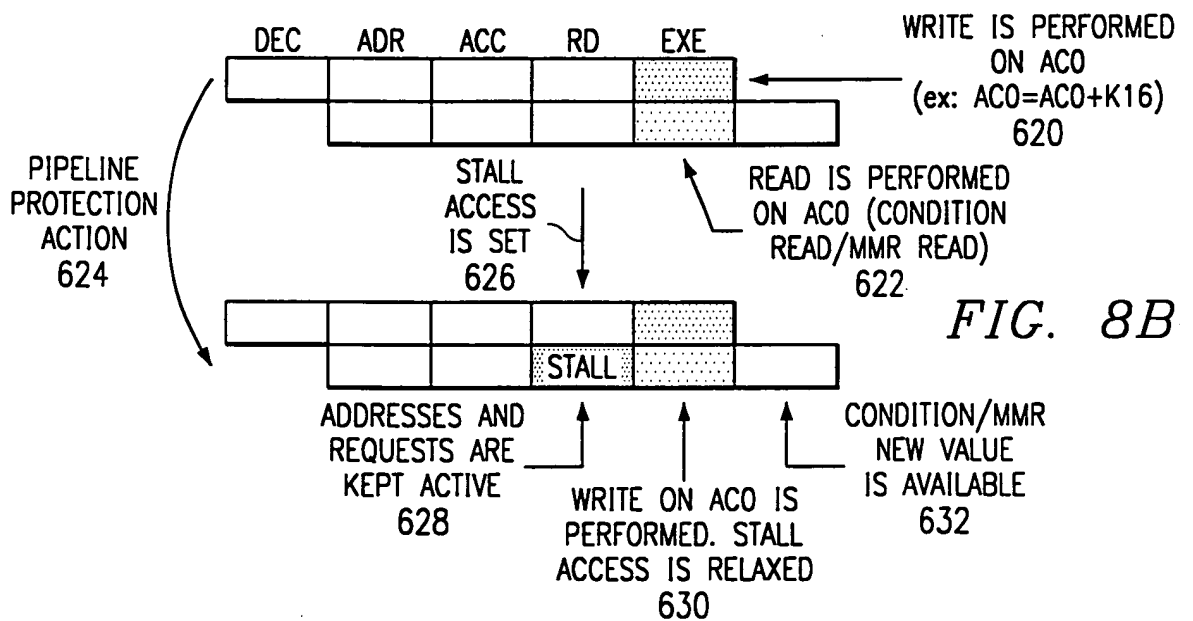 DEC ADR ACC RD EXE
WRITE IS PERFORMED
ON AC0
(ex: AC0=AC0+K16)
620
PIPELINE
PROTECTION
ACTION
624
STALL
ACCESS
IS SET
626
READ IS PERFORMED
ON AC0 (CONDITION
READ/MMR READ)
622
FIG. 8B
STALL
ADDRESSES AND
REQUESTS ARE
KEPT ACTIVE
628
WRITE ON AC0 IS
PERFORMED. STALL
ACCESS IS RELAXED
630
CONDITION/MMR
NEW VALUE
IS AVAILABLE
632